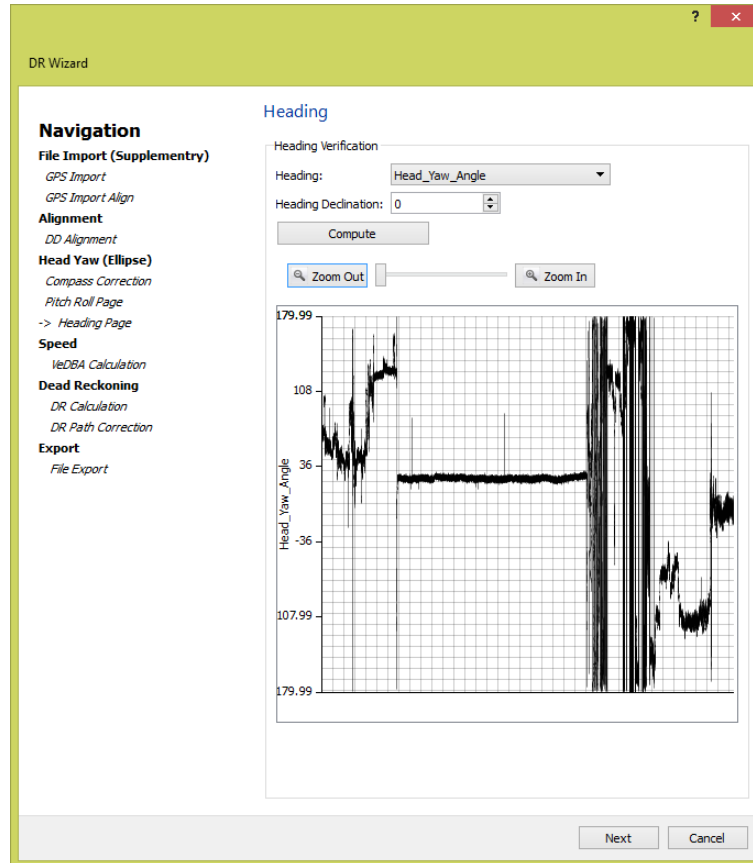 ?
×
DR Wizard
Navigation
File Import (Supplementry)
GPS Import
GPS Import Align
Alignment
DD Alignment
Head Yaw (Ellipse)
Compass Correction
Pitch Roll Page
-> Heading Page
Speed
VeDBA Calculation
Dead Reckoning
DR Calculation
DR Path Correction
Export
File Export
Heading
Heading Verification
Heading: Head_Yaw_Angle
Heading Declination: 0
Compute
Zoom Out Zoom In
179.99
108
36
-36
107.99
179.99
Head_Yaw_Angle
Next Cancel